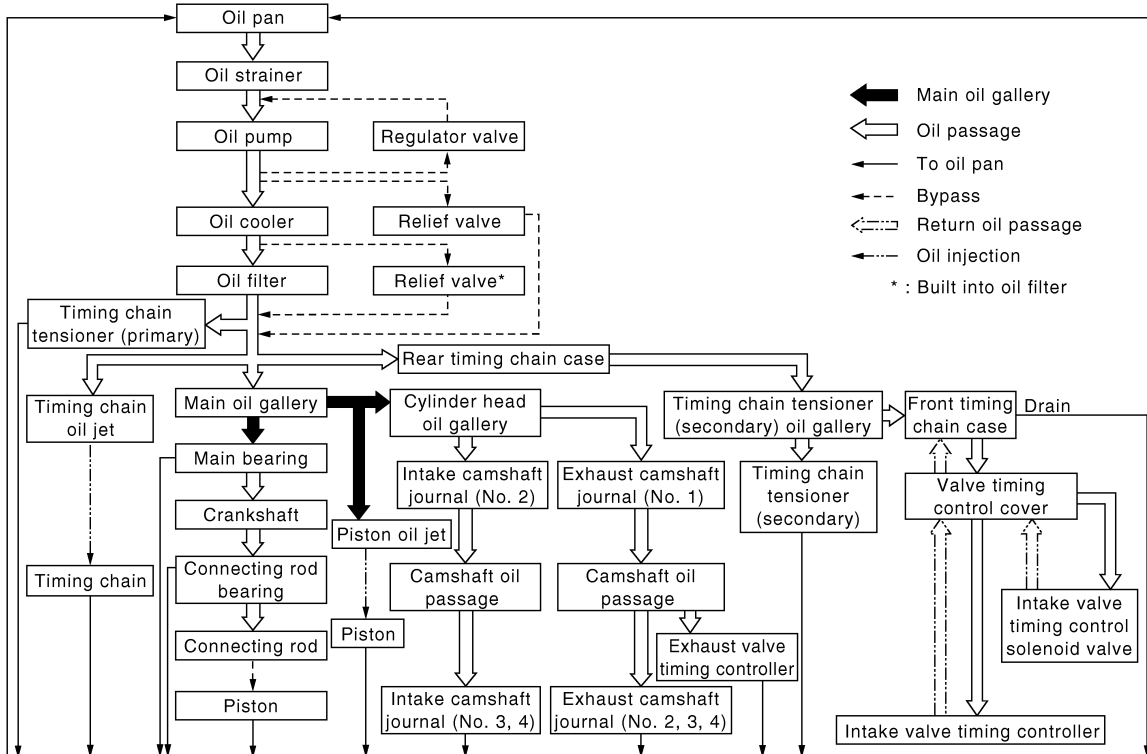 Oil pan
Oil strainer
Oil pump
Regulator valve
Oil cooler
Relief valve
Oil filter
Relief valve*
Main oil gallery
Oil passage
To oil pan
Bypass
Return oil passage
Oil injection
* : Built into oil filter
Timing chain
tensioner (primary)
Rear timing chain case
Timing chain
oil jet
Main oil gallery
Cylinder head
oil gallery
Timing chain tensioner
(secondary) oil gallery
Front timing
chain case
Drain
Main bearing
Intake camshaft
journal (No. 2)
Exhaust camshaft
journal (No. 1)
Timing chain
tensioner
(secondary)
Valve timing
control cover
Crankshaft
Piston oil jet
Timing chain
Connecting rod
bearing
Camshaft oil
passage
Camshaft oil
passage
Intake valve
timing control
solenoid valve
Connecting rod
Piston
Exhaust valve
timing controller
Piston
Intake camshaft
journal (No. 3, 4)
Exhaust camshaft
journal (No. 2, 3, 4)
Intake valve timing controller